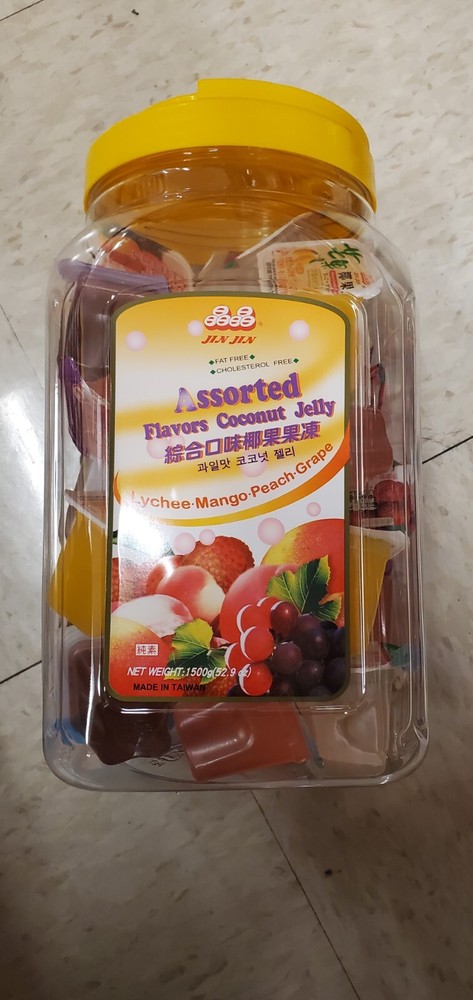 晶晶
JIN JIN
◆FAT FREE◆
◆CHOLESTEROL FREE◆
Assorted
Flavors Coconut Jelly
綜合口味椰果果凍
과일맛 코코넛 젤리
Lychee·Mango·Peach·Grape
純素
NET WEIGHT:1500g(52.9 oz)
MADE IN TAIWAN